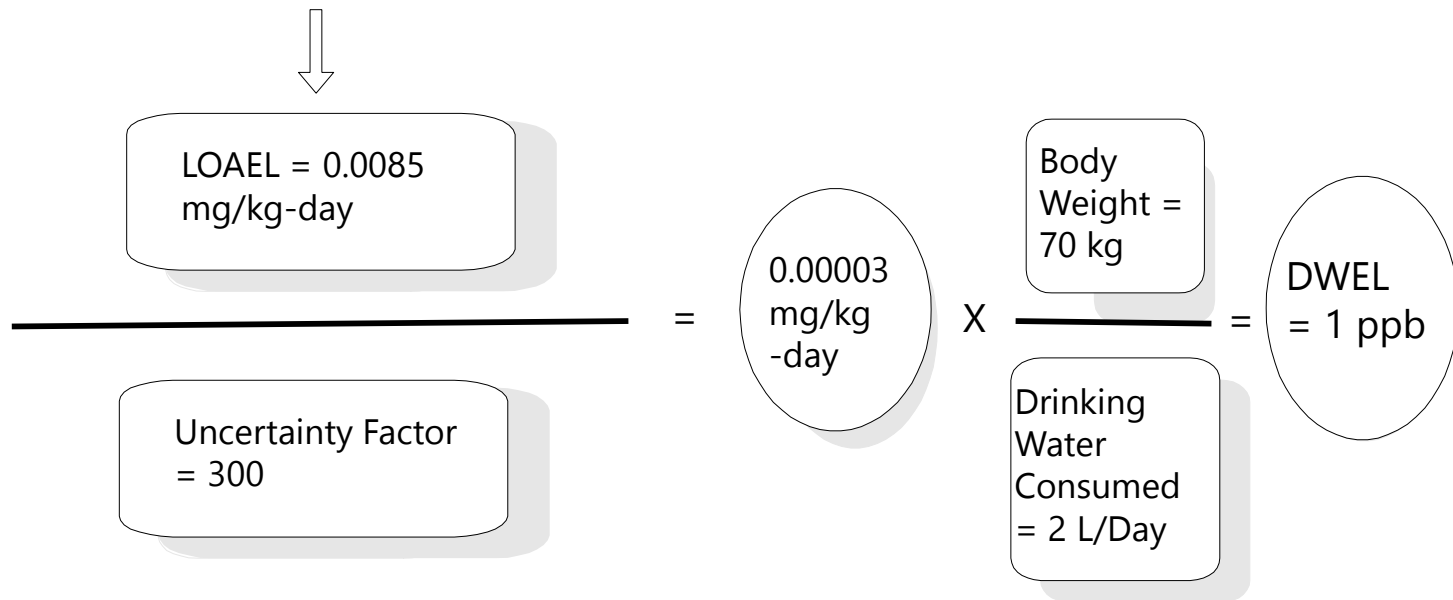 LOAEL = 0.0085
mg/kg-day
Uncertainty Factor
= 300
=
0.00003
mg/kg
-day
X
Body
Weight =
70 kg
Drinking
Water
Consumed
= 2 L/Day
=
DWEL
= 1 ppb